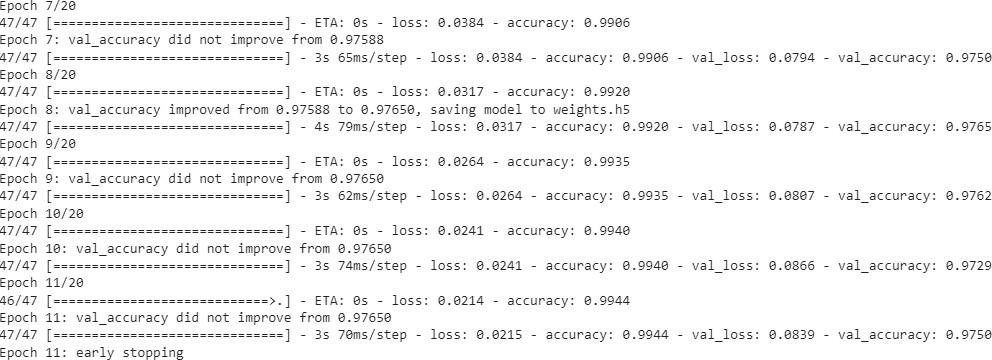 Epoch 7/20
47/47 [==============================] - ETA: 0s - loss: 0.0384 - accuracy: 0.9906
Epoch 7: val_accuracy did not improve from 0.97588
47/47 [==============================] - 3s 65ms/step - loss: 0.0384 - accuracy: 0.9906 - val_loss: 0.0794 - val_accuracy: 0.9750
Epoch 8/20
47/47 [==============================] - ETA: 0s - loss: 0.0317 - accuracy: 0.9920
Epoch 8: val_accuracy improved from 0.97588 to 0.97650, saving model to weights.h5
47/47 [==============================] - 4s 79ms/step - loss: 0.0317 - accuracy: 0.9920 - val_loss: 0.0787 - val_accuracy: 0.9765
Epoch 9/20
47/47 [==============================] - ETA: 0s - loss: 0.0264 - accuracy: 0.9935
Epoch 9: val_accuracy did not improve from 0.97650
47/47 [==============================] - 3s 62ms/step - loss: 0.0264 - accuracy: 0.9935 - val_loss: 0.0807 - val_accuracy: 0.9762
Epoch 10/20
47/47 [==============================] - ETA: 0s - loss: 0.0241 - accuracy: 0.9940
Epoch 10: val_accuracy did not improve from 0.97650
47/47 [==============================] - 3s 74ms/step - loss: 0.0241 - accuracy: 0.9940 - val_loss: 0.0866 - val_accuracy: 0.9729
Epoch 11/20
46/47 [============================>.] - ETA: 0s - loss: 0.0214 - accuracy: 0.9944
Epoch 11: val_accuracy did not improve from 0.97650
47/47 [==============================] - 3s 70ms/step - loss: 0.0215 - accuracy: 0.9944 - val_loss: 0.0839 - val_accuracy: 0.9750
Epoch 11: early stopping